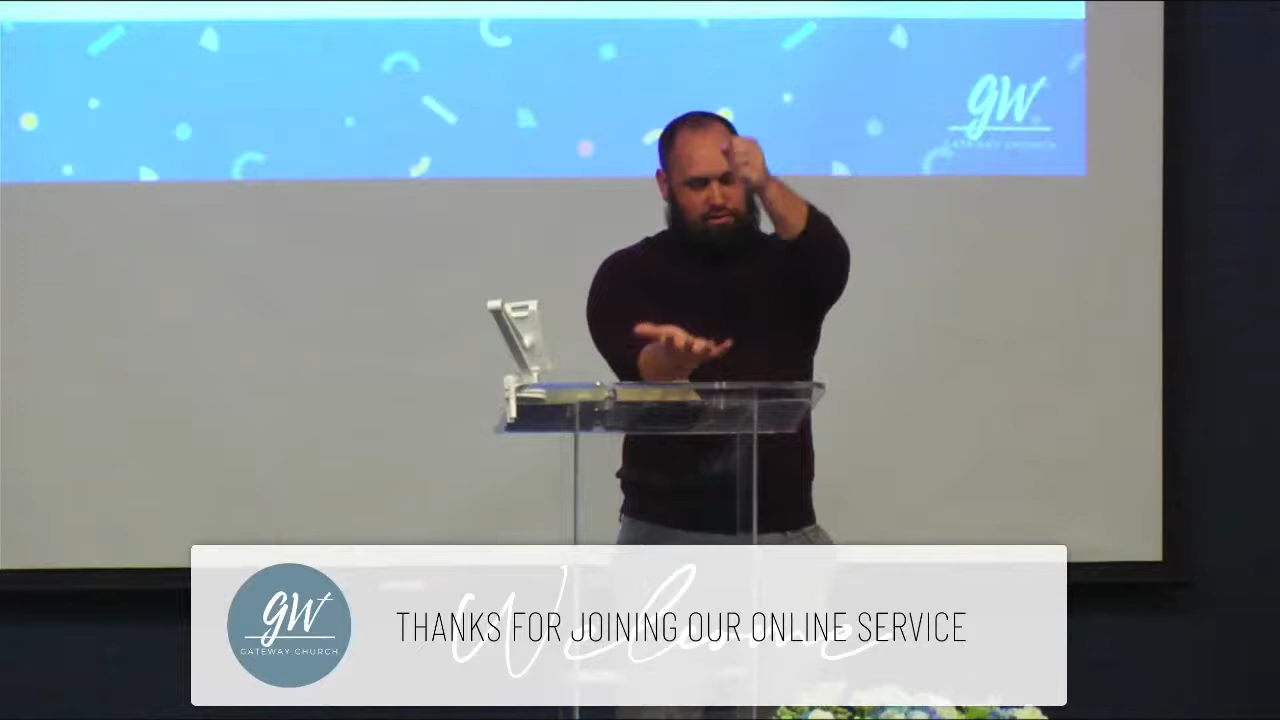 gw
GATEWAY CHURCH
Welcome
gw
GATEWAY CHURCH
THANKS FOR JOINING OUR ONLINE SERVICE